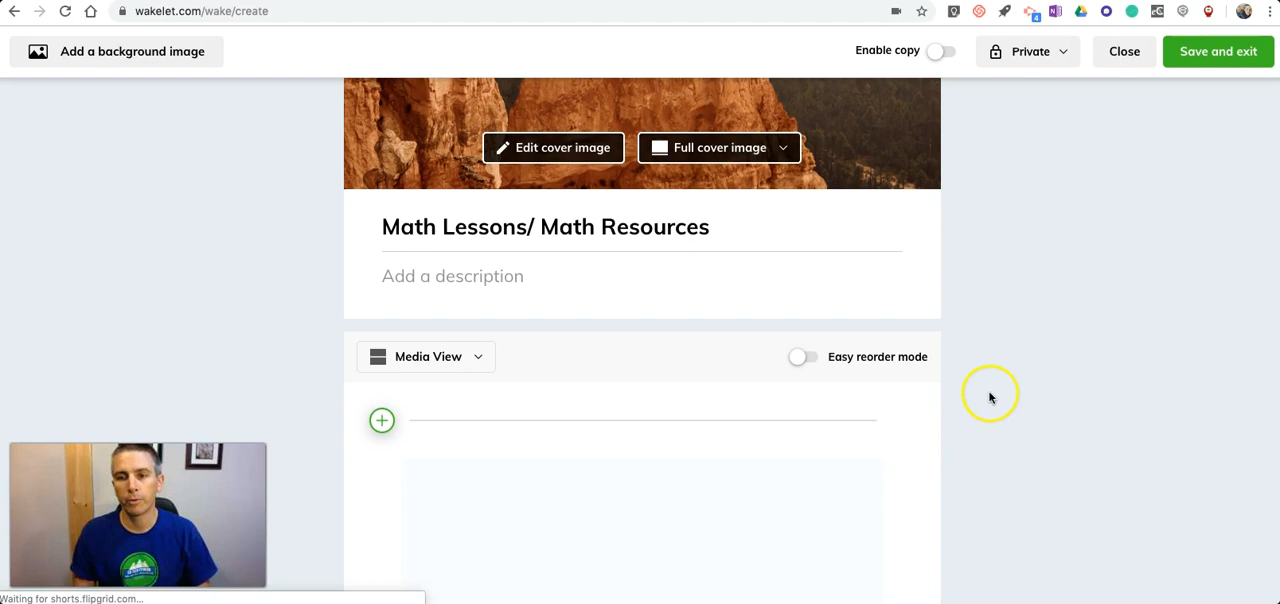 wakelet.com/wake/create
4
Add a background image
Enable copy
Private
Close
Save and exit
Edit cover image
Full cover image
Math Lessons/ Math Resources
Add a description
Media View
Easy reorder mode
Waiting for shorts.flipgrid.com...